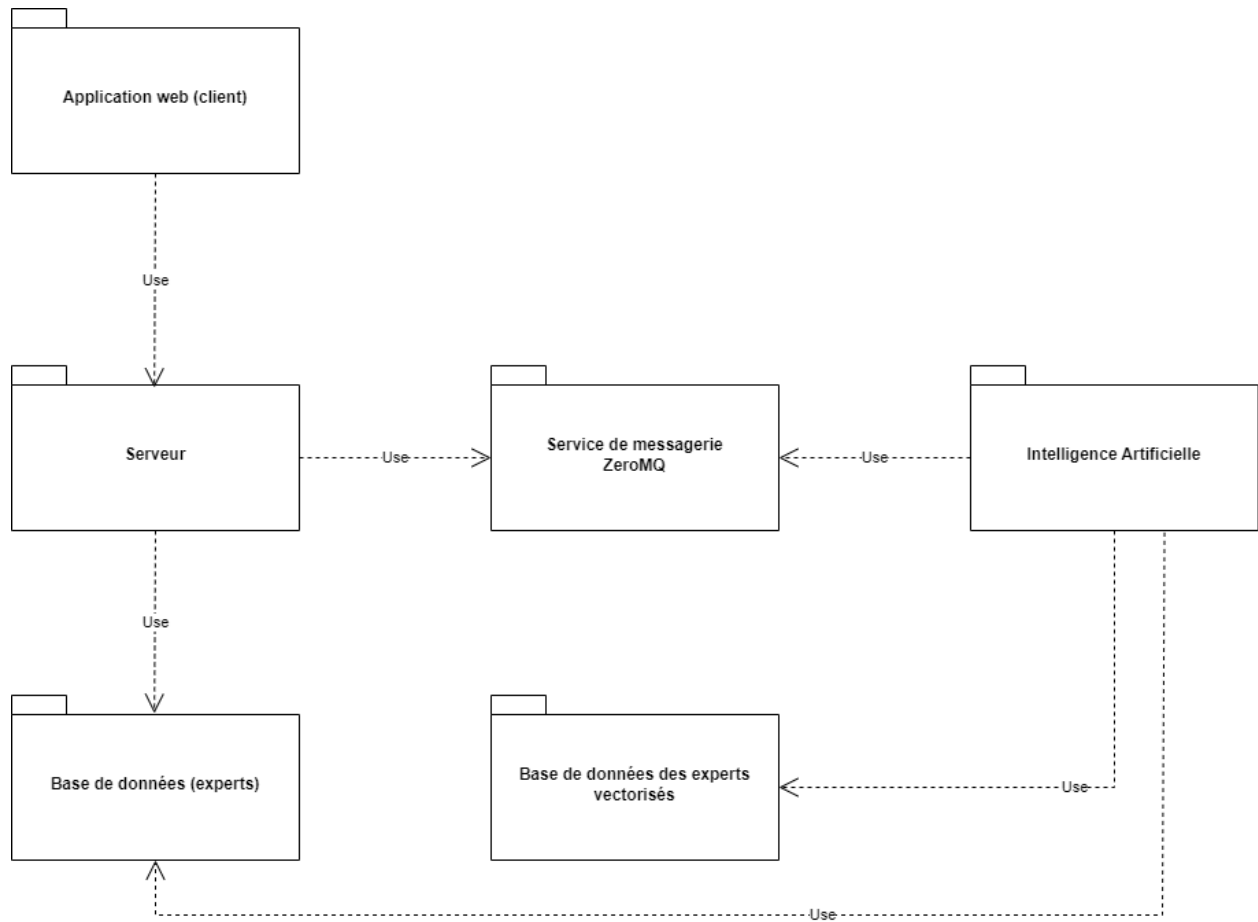 Application web (client)
Use
Serveur
Use
Service de messagerie
ZeroMQ
Use
Intelligence Artificielle
Use
Base de données (experts)
Base de données des experts
vectorisés
Use
Use